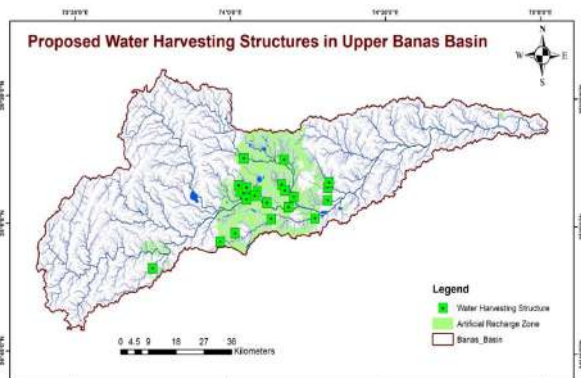 Proposed Water Harvesting Structures in Upper Banas Basin
N
W E
S
Legend
Water Harvesting Structure
Artificial Recharge Zone
Banas_Basin
0 4.5 9 18 27 36
Kilometers